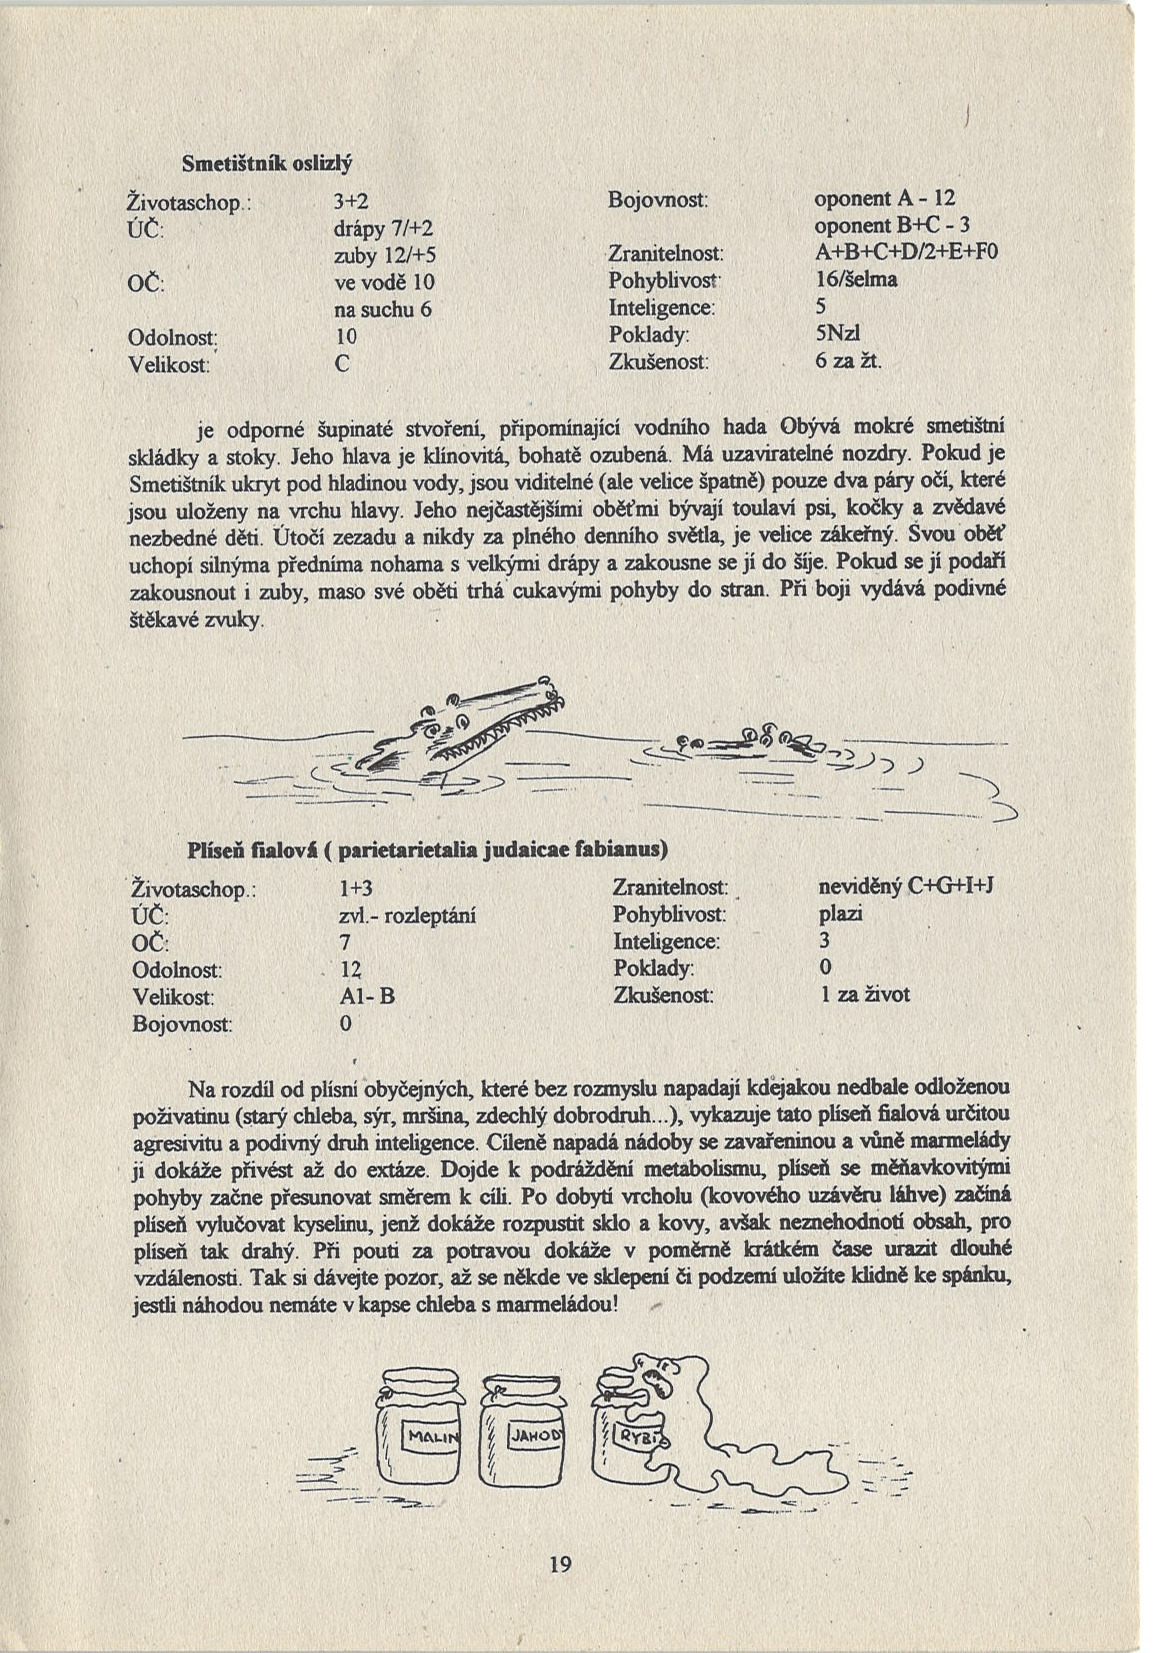 Smetištník oslizlý
Životaschop.: 3+2 Bojovnost: oponent A - 12
ÚČ: drápy 7/+2 oponent B+C - 3
zuby 12/+5 Zranitelnost: A+B+C+D/2+E+F0
OČ: ve vodě 10 Pohyblivost: 16/šelma
na suchu 6 Inteligence: 5
Odolnost: 10 Poklady: 5Nzl
Velikost: C Zkušenost: 6 za žt.
je odporné šupinaté stvoření, připomínající vodního hada Obývá mokré smetištní
skládky a stoky. Jeho hlava je klínovitá, bohatě ozubená. Má uzaviratelné nozdry. Pokud je
Smetištník ukryt pod hladinou vody, jsou viditelné (ale velice špatně) pouze dva páry očí, které
jsou uloženy na vrchu hlavy. Jeho nejčastějšími oběťmi bývají toulaví psi, kočky a zvědavé
nezbedné děti. Útočí zezadu a nikdy za plného denního světla, je velice zákeřný. Svou oběť
uchopí silnýma předníma nohama s velkými drápy a zakousne se jí do šíje. Pokud se jí podaří
zakousnout i zuby, maso své oběti trhá cukavými pohyby do stran. Při boji vydává podivné
štěkavé zvuky.
Plíseň fialová ( parietarietalia judaicae fabianus)
Životaschop.: 1+3 Zranitelnost: neviděný C+G+I+J
ÚČ: zvl.- rozleptání Pohyblivost: plazi
OČ: 7 Inteligence: 3
Odolnost: 12 Poklady: 0
Velikost: A1- B Zkušenost: 1 za život
Bojovnost: 0
Na rozdíl od plísní obyčejných, které bez rozmyslu napadají kdejakou nedbale odloženou
poživatinu (starý chleba, sýr, mršina, zdechlý dobrodruh...), vykazuje tato plíseň fialová určitou
agresivitu a podivný druh inteligence. Cíleně napadá nádoby se zavařeninou a vůně marmelády
ji dokáže přivést až do extáze. Dojde k podráždění metabolismu, plíseň se měňavkovitými
pohyby začne přesunovat směrem k cíli. Po dobytí vrcholu (kovového uzávěru láhve) začíná
plíseň vylučovat kyselinu, jenž dokáže rozpustit sklo a kovy, avšak neznehodnotí obsah, pro
plíseň tak drahý. Při pouti za potravou dokáže v poměrně krátkém čase urazit dlouhé
vzdálenosti. Tak si dávejte pozor, až se někde ve sklepení či podzemí uložíte klidně ke spánku,
jestli náhodou nemáte v kapse chleba s marmeládou!
MALIN JAHOD RYBÍ
19